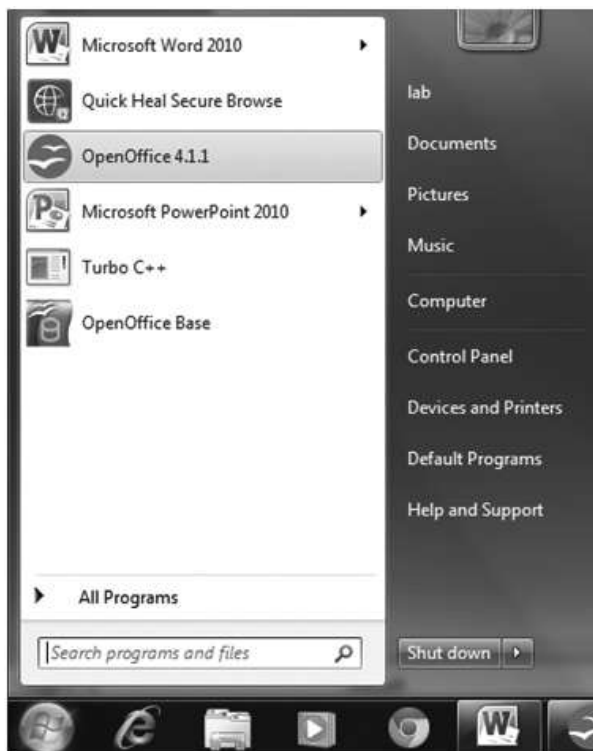 Microsoft Word 2010
Quick Heal Secure Browse
OpenOffice 4.1.1
Microsoft PowerPoint 2010
Turbo C++
OpenOffice Base
All Programs
Search programs and files
lab
Documents
Pictures
Music
Computer
Control Panel
Devices and Printers
Default Programs
Help and Support
Shut down